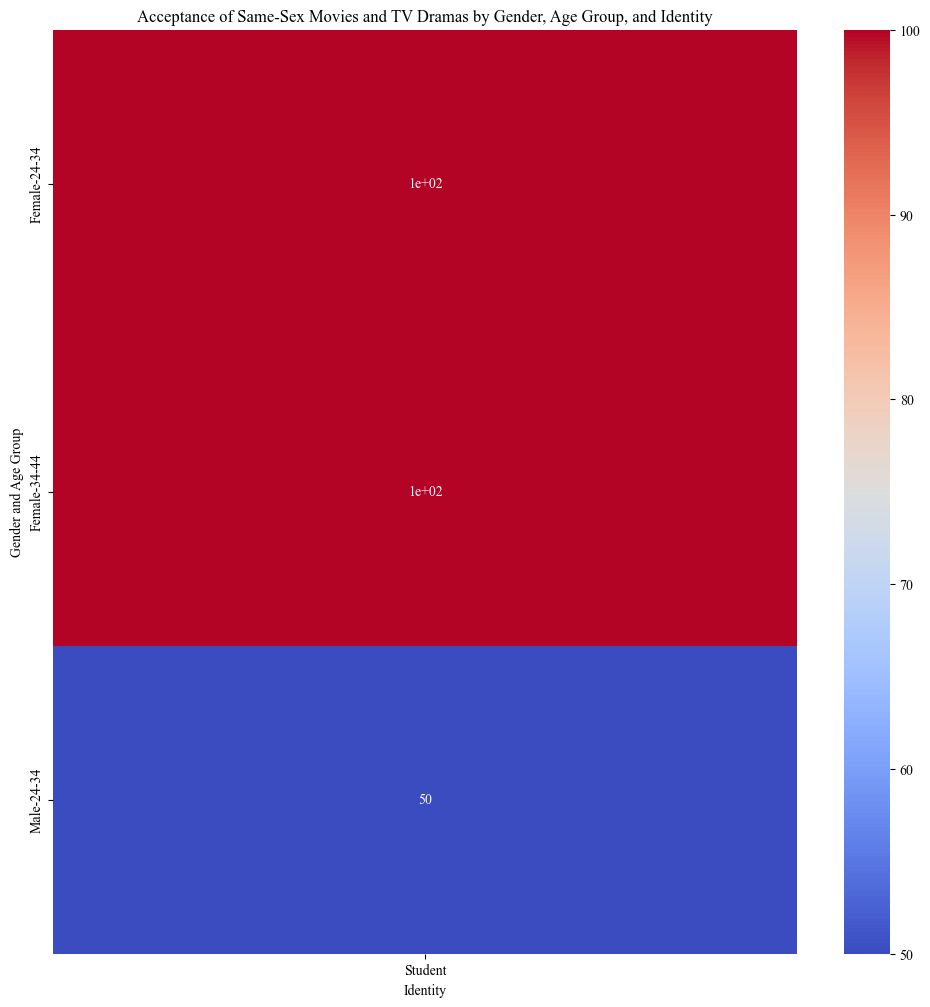 Acceptance of Same-Sex Movies and TV Dramas by Gender, Age Group, and Identity
Gender and Age Group
Female-24-34
1e+02
Female-34-44
1e+02
Male-24-34
50
Student
Identity
100
90
80
70
60
50